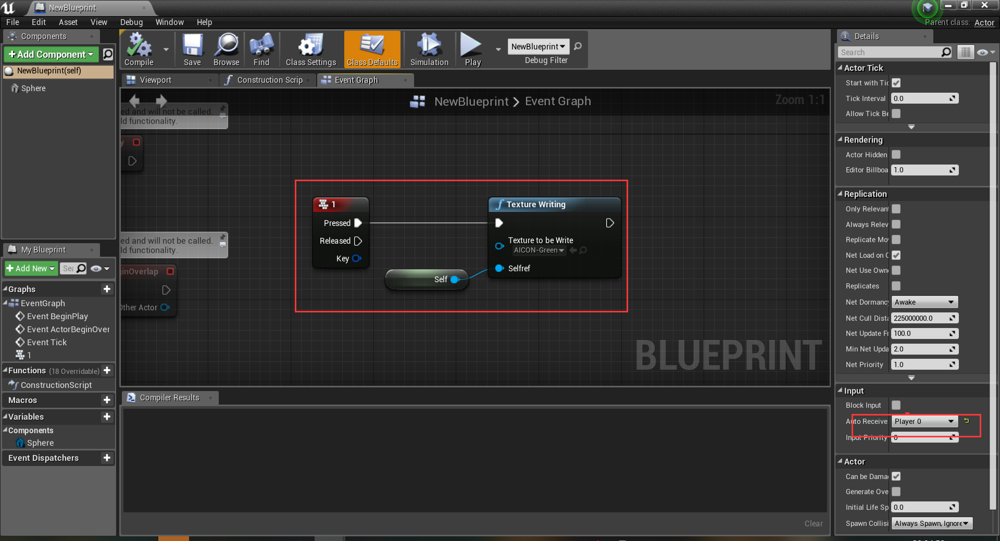 NewBlueprint
File Edit Asset View Debug Window Help
Parent class: Actor
Components
Add Component
NewBlueprint(self)
Sphere
Compile
Save
Browse
Find
Class Settings
Class Defaults
Simulation
Play
NewBlueprint
Debug Filter
Viewport
Construction Scrip
Event Graph
NewBlueprint > Event Graph
Zoom 1:1
ed and will not be called.
ld functionality.
y
1
Pressed
Released
Key
Self
Texture Writing
Texture to be Write
AICON-Green
Selfref
ed and will not be called.
ld functionality.
ginOverlap
Other Actor
BLUEPRINT
My Blueprint
Add New
Sea
Graphs
EventGraph
Event BeginPlay
Event ActorBeginOver
Event Tick
1
Functions (18 Overridable)
ConstructionScript
Macros
Variables
Components
Sphere
Event Dispatchers
Compiler Results
Clear
Details
Search
Actor Tick
Start with Tic
Tick Interval 0.0
Allow Tick Be
Rendering
Actor Hidden
Editor Billboa 1.0
Replication
Only Relevant
Always Relev
Replicate Mo
Net Load on C
Net Use Own
Replicates
Net Dormancy Awake
Net Cull Dista 225000000.0
Net Update Fr 100.0
Min Net Upda 2.0
Net Priority 1.0
Input
Block Input
Auto Receive Player 0
Input Priority 0
Actor
Can be Dama
Generate Ove
Initial Life Sp 0.0
Spawn Collisi Always Spawn, Ignore